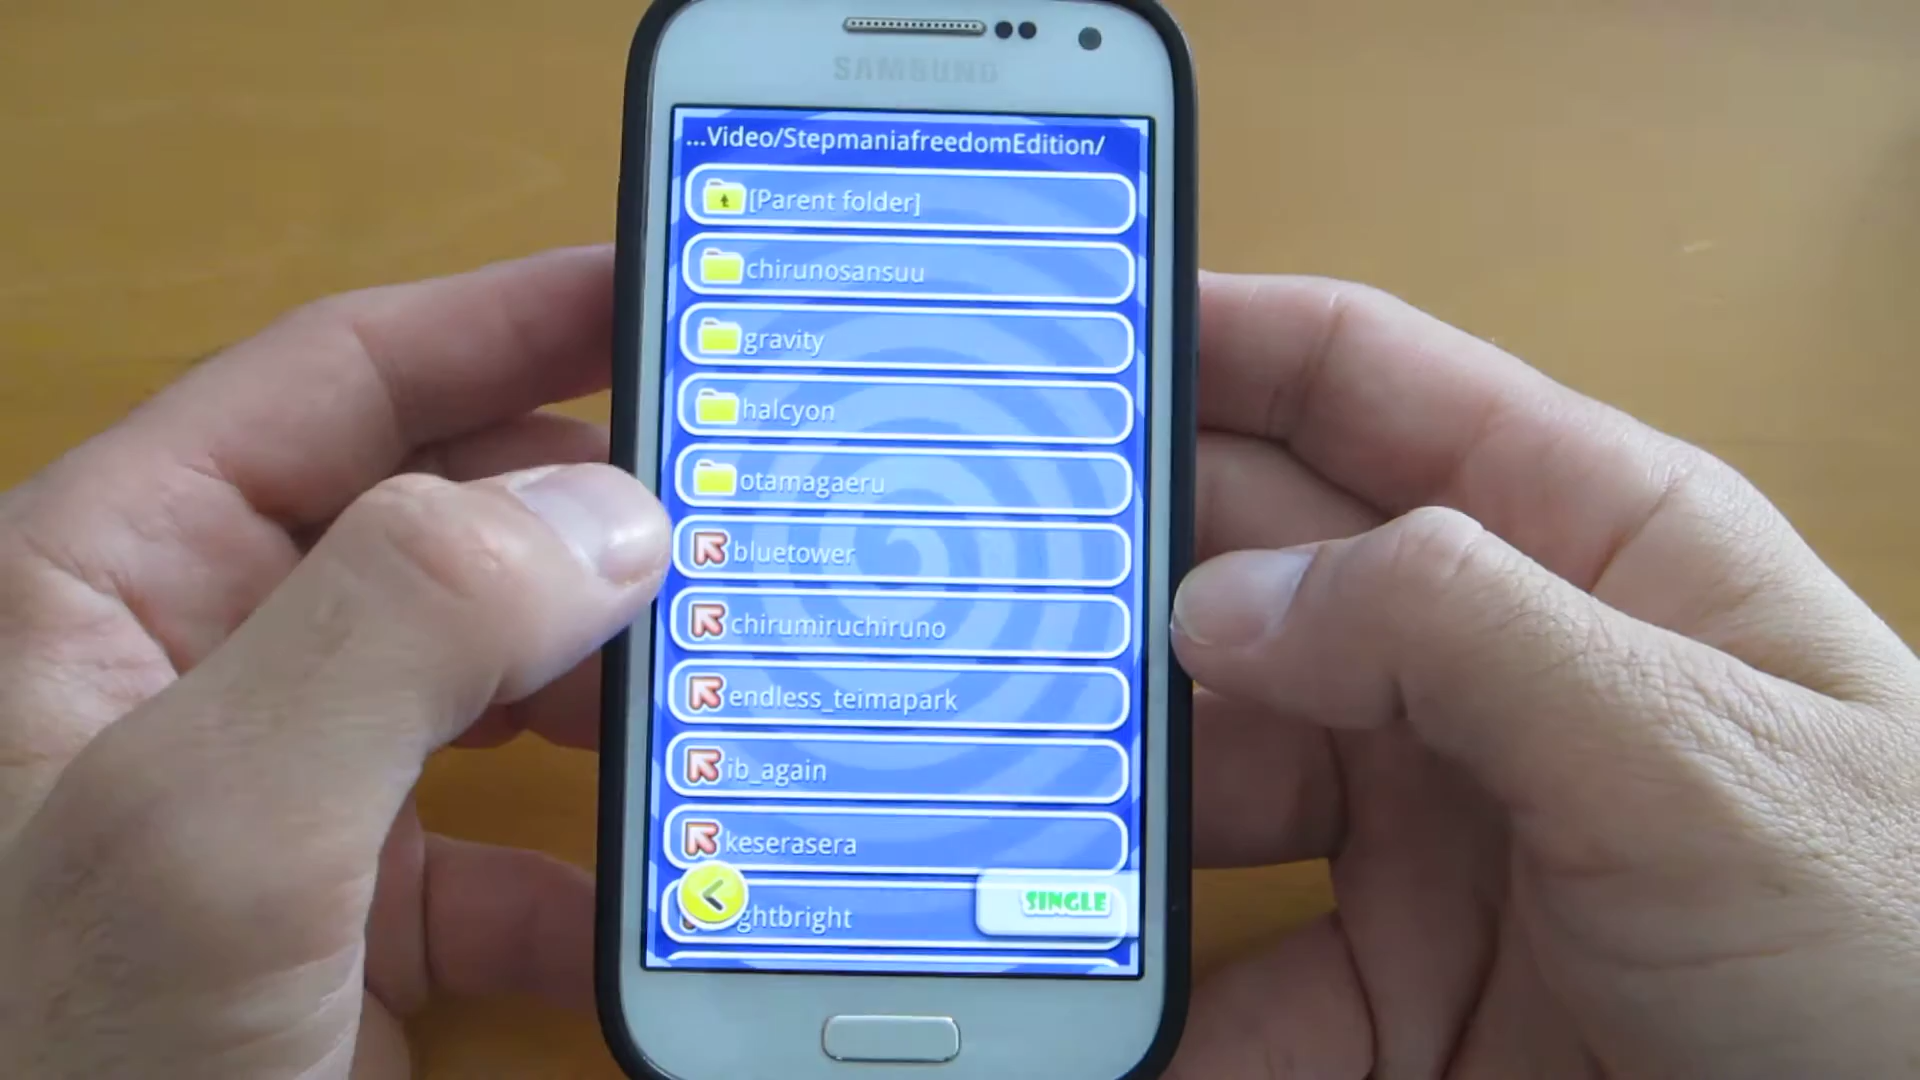 SAMSUNG
...Video/StepmaniafreedomEdition/
[Parent folder]
chirunosansuu
gravity
halcyon
otamagaeru
bluetower
chirumiruchiruno
endless_teimapark
ib_again
keserasera
ghtbright
SINGLE